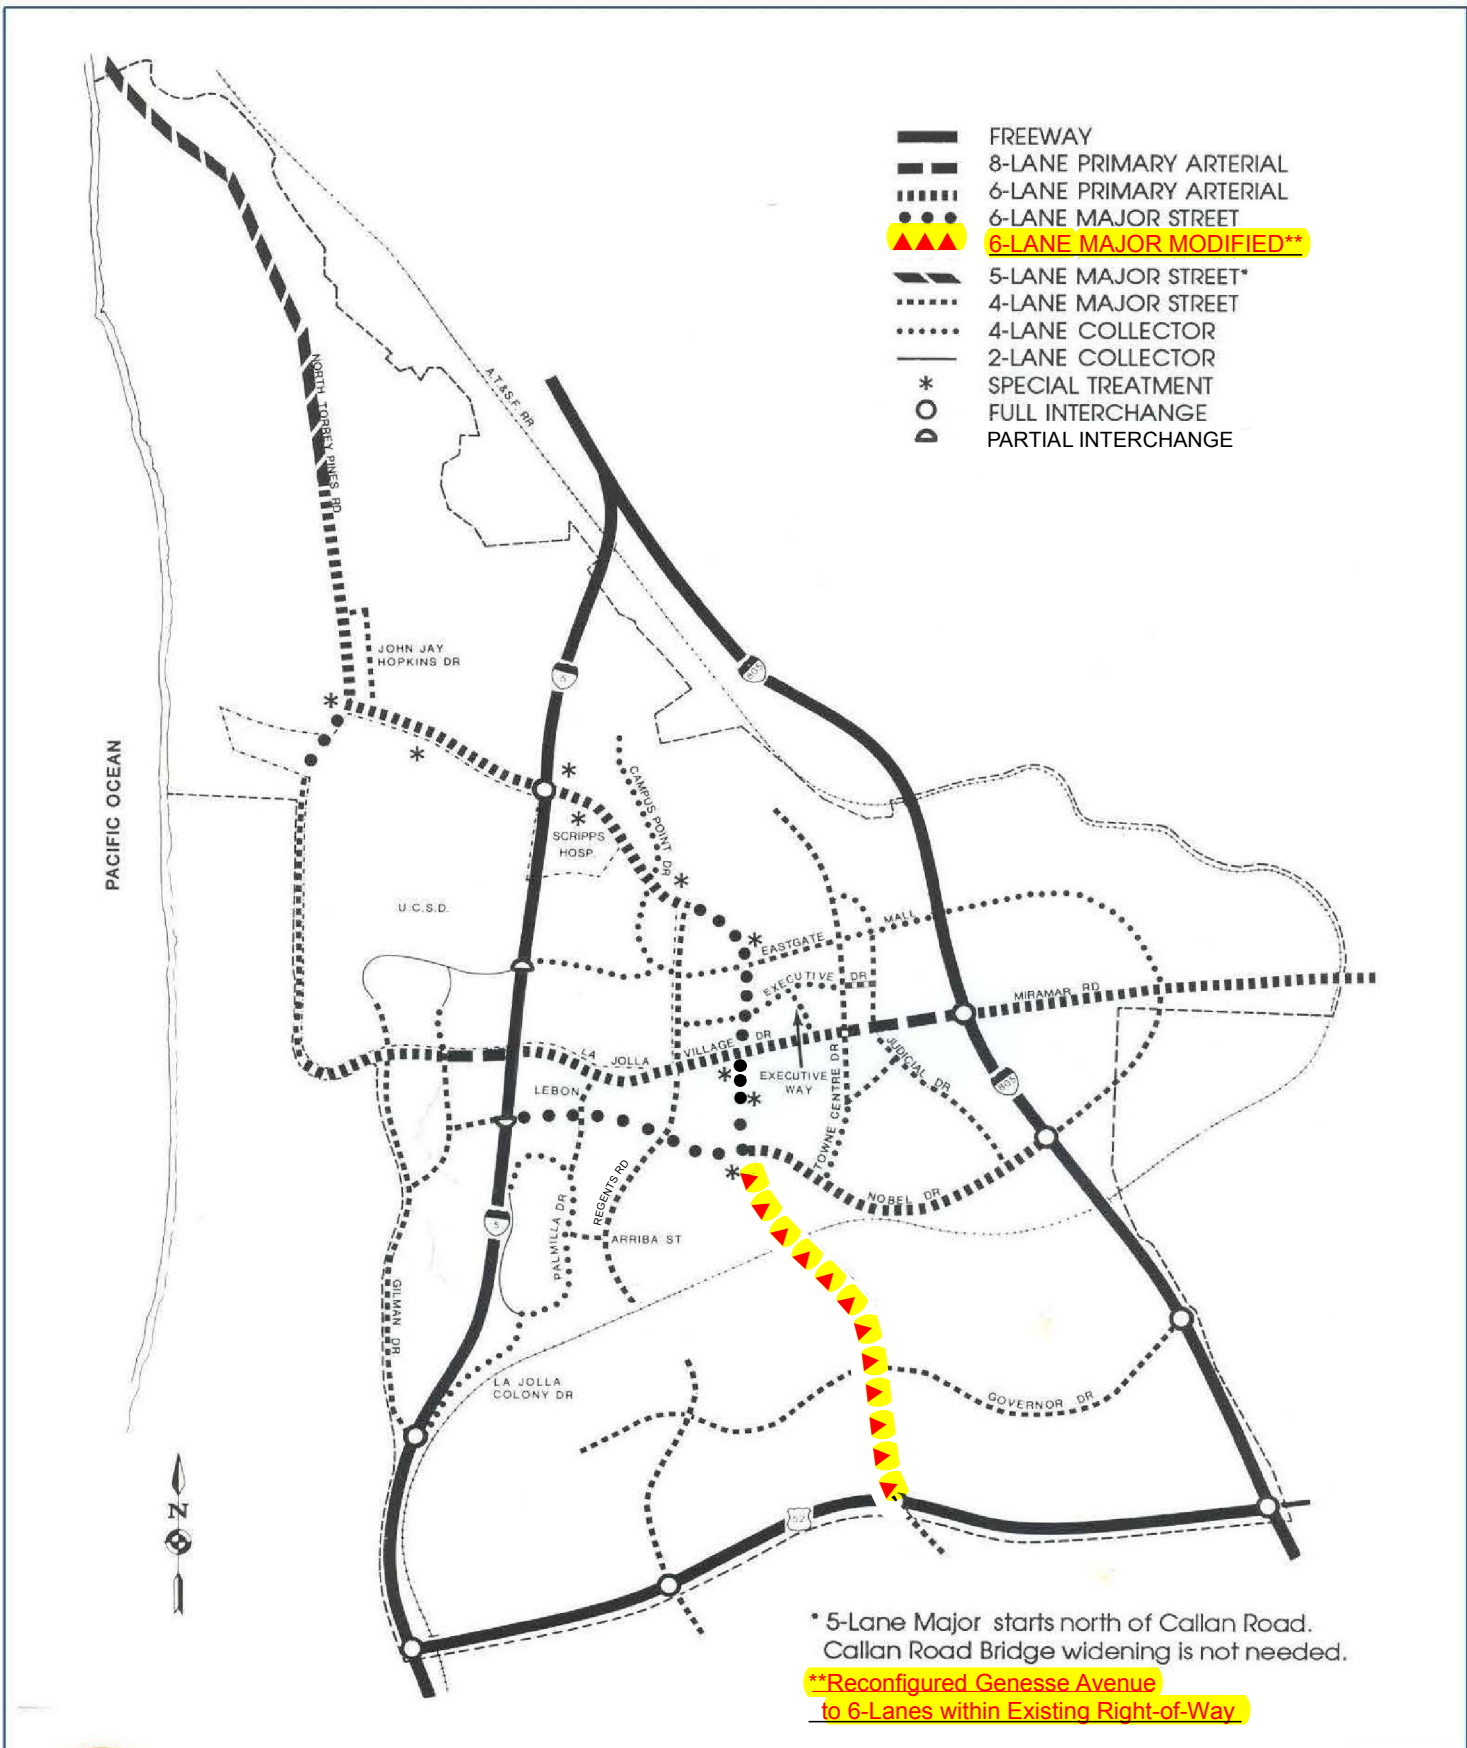 FREEWAY
8-LANE PRIMARY ARTERIAL
6-LANE PRIMARY ARTERIAL
6-LANE MAJOR STREET
6-LANE MAJOR MODIFIED**
5-LANE MAJOR STREET*
4-LANE MAJOR STREET
4-LANE COLLECTOR
2-LANE COLLECTOR
* SPECIAL TREATMENT
FULL INTERCHANGE
PARTIAL INTERCHANGE
A.T.&S.F. RR
NORTH TORREY PINES RD
JOHN JAY
HOPKINS DR
5
805
PACIFIC OCEAN
CAMPUS POINT DR
SCRIPPS
HOSP.
U.C.S.D.
EASTGATE MALL
EXECUTIVE DR
MIRAMAR RD
LA JOLLA VILLAGE DR
EXECUTIVE
WAY
TOWNE CENTRE DR
JUDICIAL DR
805
LEBON
NOBEL DR
REGENTS RD
PALMILLA DR
ARRIBA ST
5
GILMAN DR
LA JOLLA
COLONY DR
GOVERNOR DR
52
N
* 5-Lane Major starts north of Callan Road.
Callan Road Bridge widening is not needed.
**Reconfigured Genesse Avenue
to 6-Lanes within Existing Right-of-Way